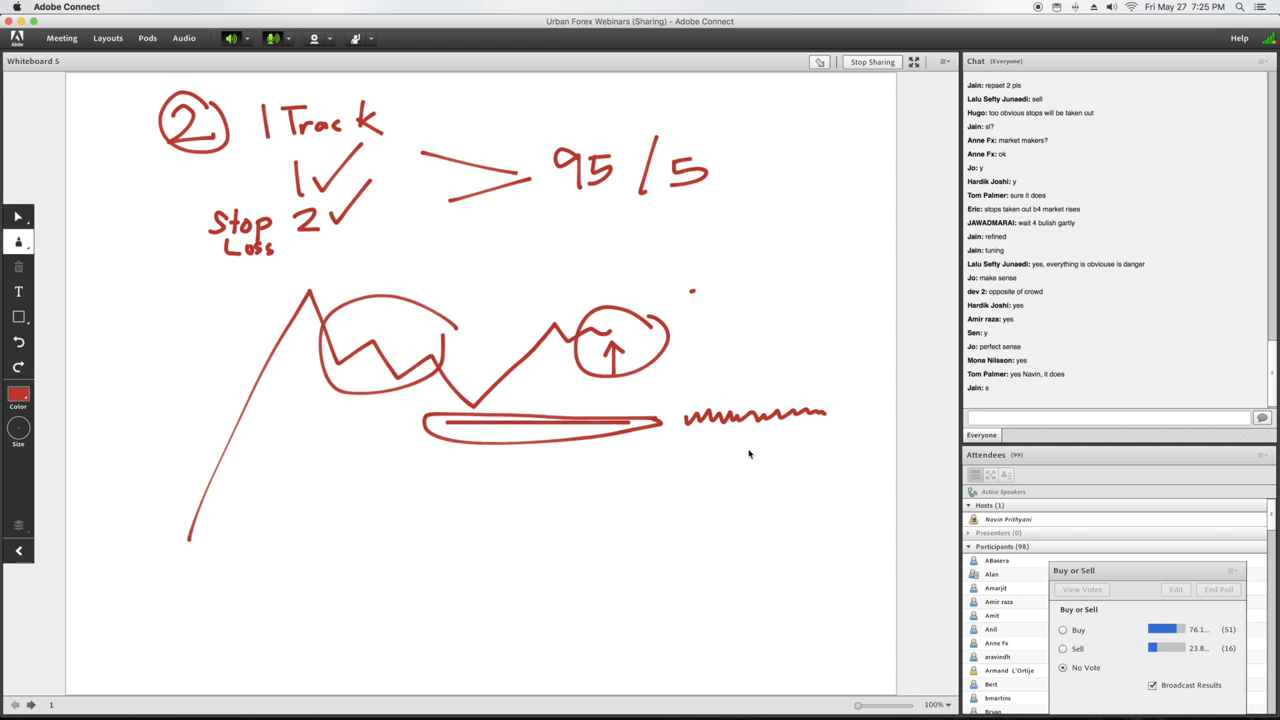 Adobe Connect
Fri May 27 7:25 PM
Urban Forex Webinars (Sharing) - Adobe Connect
Meeting
Layouts
Pods
Audio
Help
Whiteboard 5
Stop Sharing
2
1 Track
1
Stop 2
Loss
95 / 5
Color
Size
1
100%
Chat (Everyone)
Jain: repaet 2 pls
Lalu Sefty Junaedi: sell
Hugo: too obvious stops will be taken out
Jain: sl?
Anne Fx: market makers?
Anne Fx: ok
Jo: y
Hardik Joshi: y
Tom Palmer: sure it does
Eric: stops taken out b4 market rises
JAWADMARAI: wait 4 bulish gartly
Jain: refined
Jain: tuning
Lalu Sefty Junaedi: yes, everything is obviouse is danger
Jo: make sense
dev 2: opposite of crowd
Hardik Joshi: yes
Amir raza: yes
Sen: y
Jo: perfect sense
Mona Nilsson: yes
Tom Palmer: yes Navin, it does
Jain: s
Everyone
Attendees (99)
Active Speakers
Hosts (1)
Navin Prithyani
Presenters (0)
Participants (98)
ABasera
Alan
Amarjit
Amir raza
Amit
Anil
Anne Fx
aravindh
Armand L'Ortije
Bert
bmartins
Bryan
Buy or Sell
View Votes
Edit
End Poll
Buy or Sell
Buy 76.1... (51)
Sell 23.8... (16)
No Vote
Broadcast Results